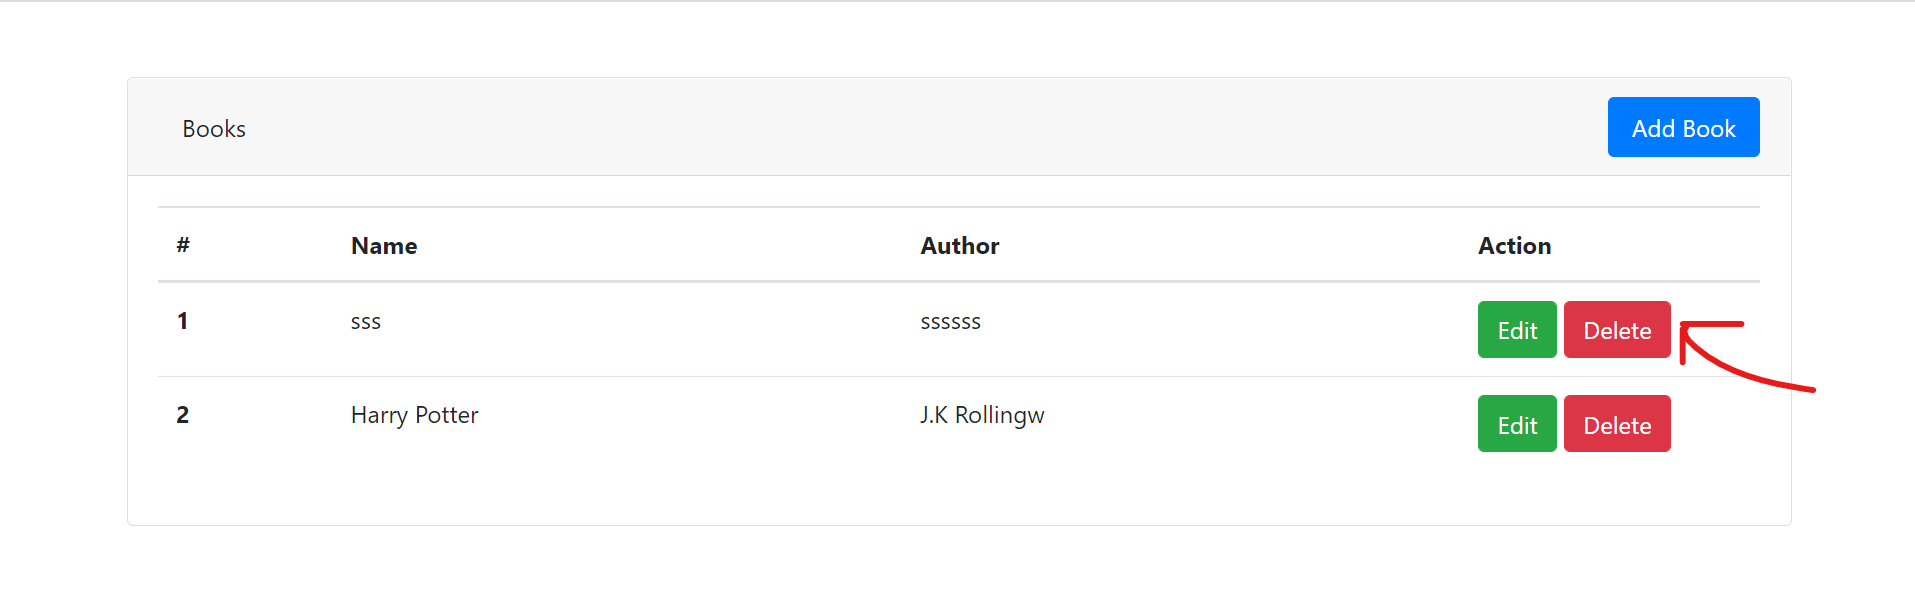 Books Add Book
# Name Author Action
1 sss ssssss Edit Delete
2 Harry Potter J.K Rollingw Edit Delete